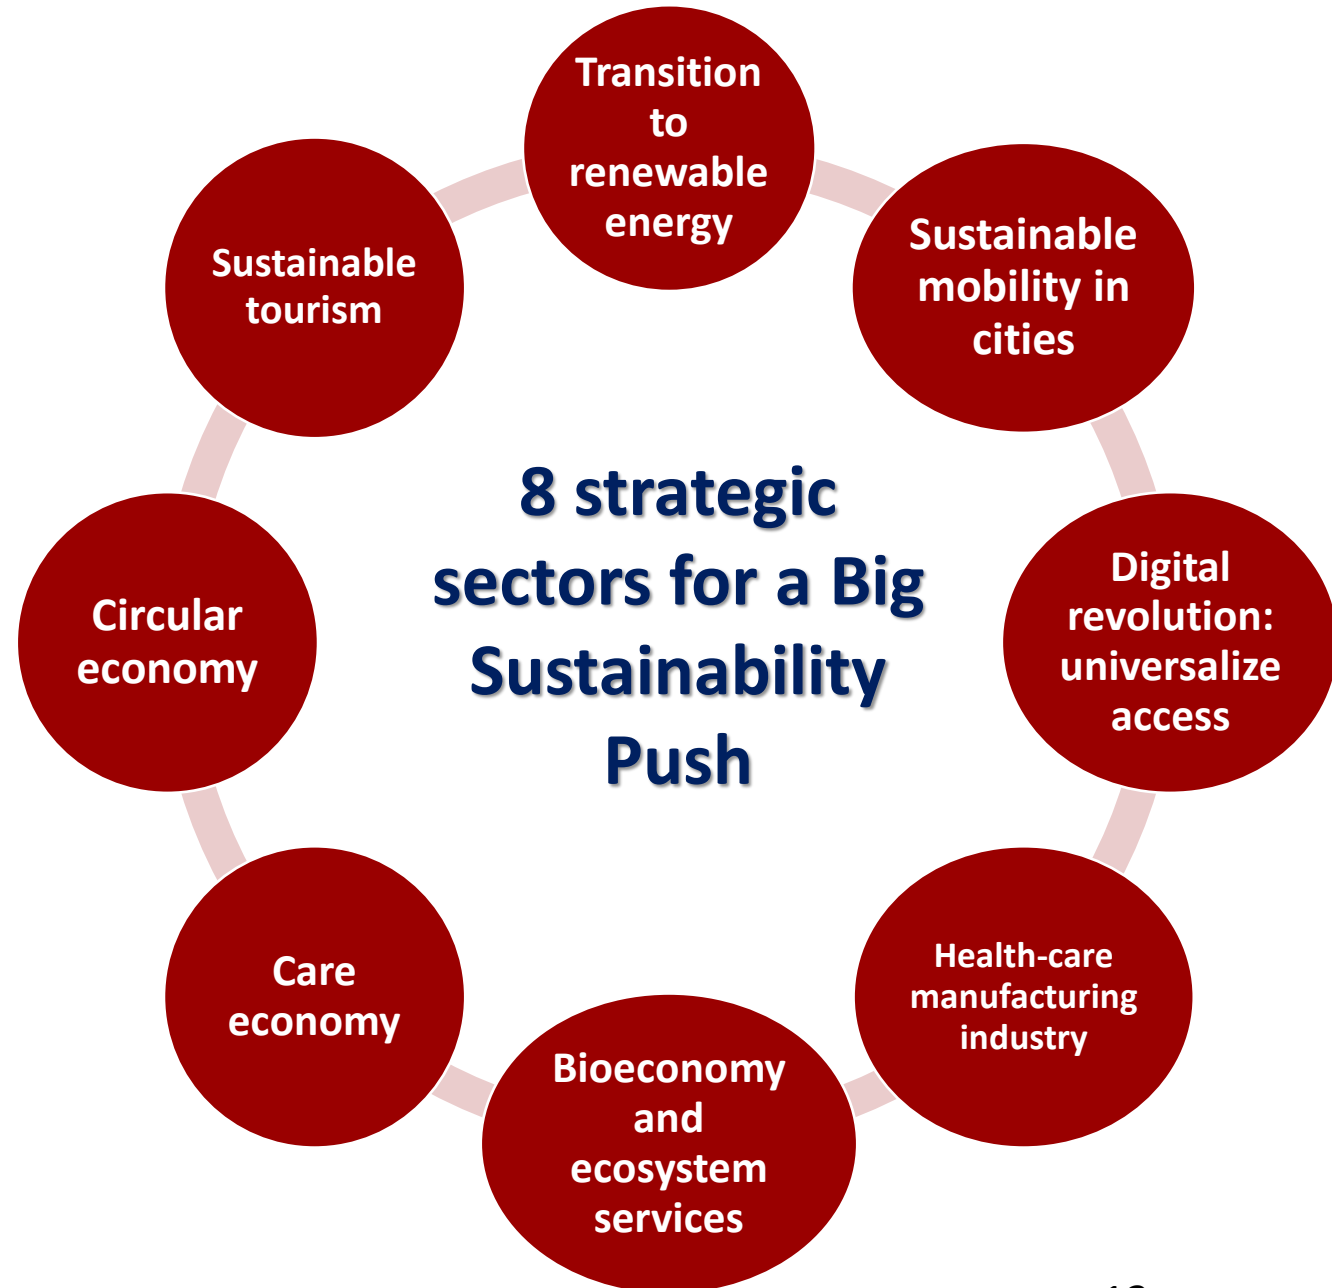 Transition
to
renewable
energy
Sustainable
mobility in
cities
Digital
revolution:
universalize
access
Health-care
manufacturing
industry
Bioeconomy
and
ecosystem
services
Care
economy
Circular
economy
Sustainable
tourism
8 strategic
sectors for a Big
Sustainability
Push